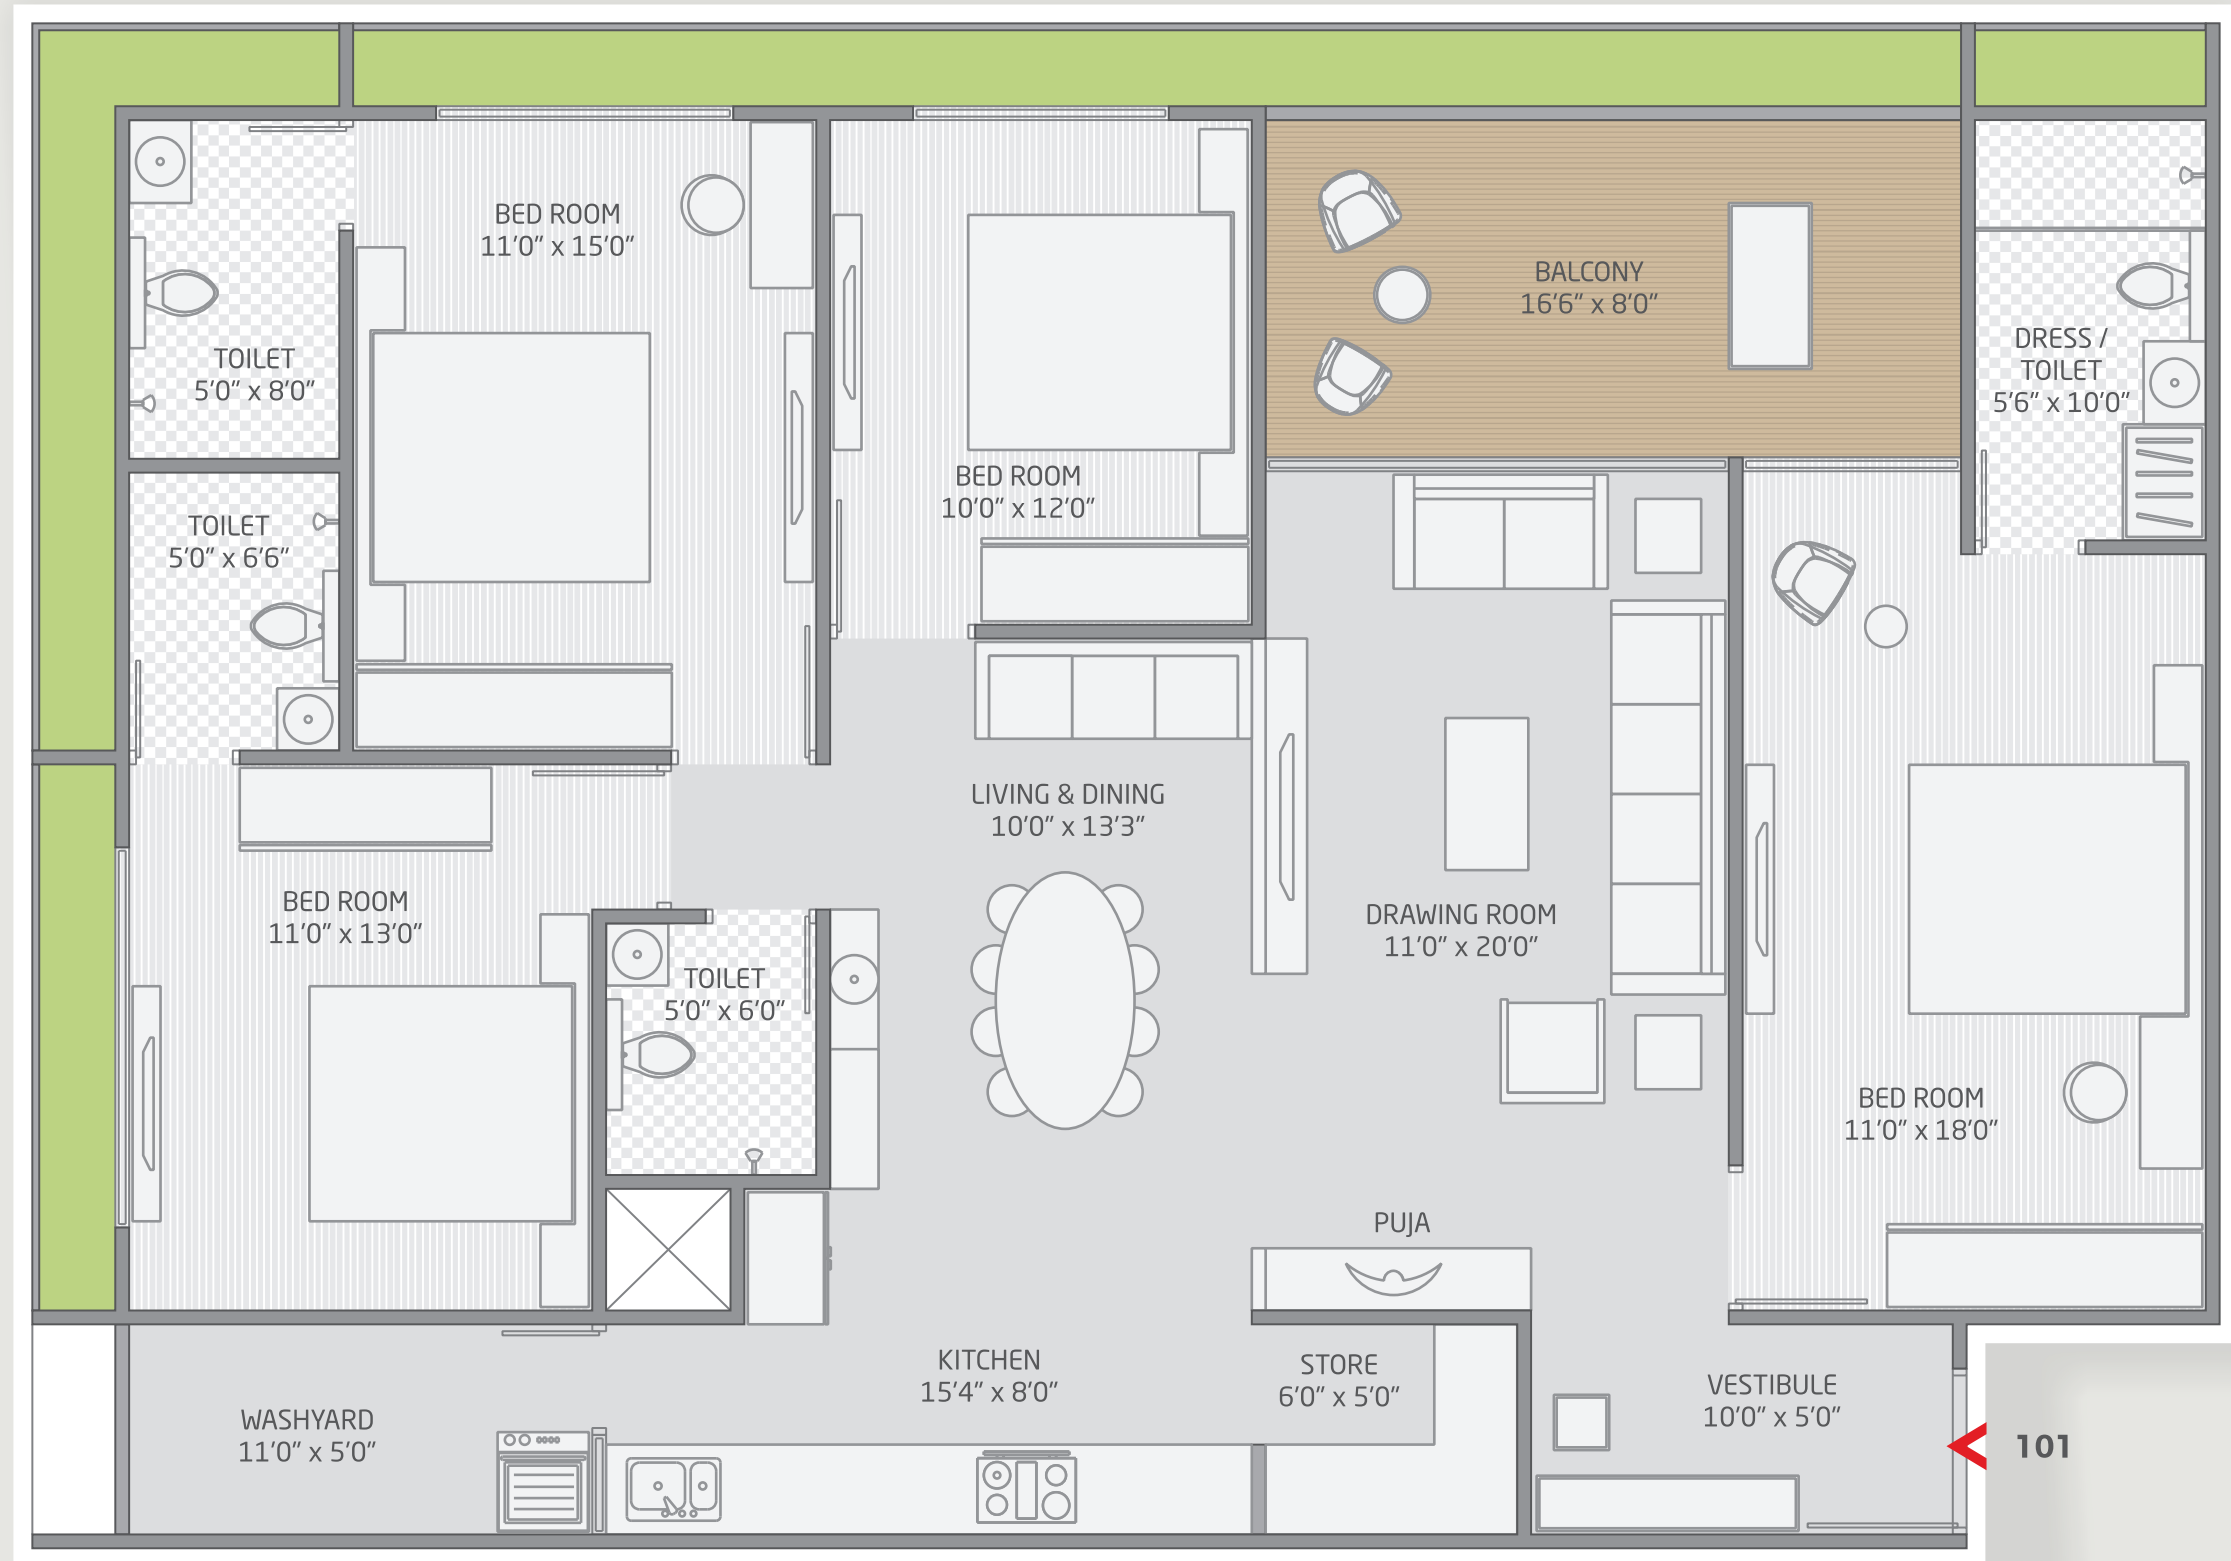 BED ROOM
11'0" x 15'0"
TOILET
5'0" x 8'0"
BALCONY
16'6" x 8'0"
DRESS /
TOILET
5'6" x 10'0"
BED ROOM
10'0" x 12'0"
TOILET
5'0" x 6'6"
LIVING & DINING
10'0" x 13'3"
BED ROOM
11'0" x 13'0"
DRAWING ROOM
11'0" x 20'0"
TOILET
5'0" x 6'0"
BED ROOM
11'0" x 18'0"
PUJA
KITCHEN
15'4" x 8'0"
STORE
6'0" x 5'0"
VESTIBULE
10'0" x 5'0"
WASHYARD
11'0" x 5'0"
101